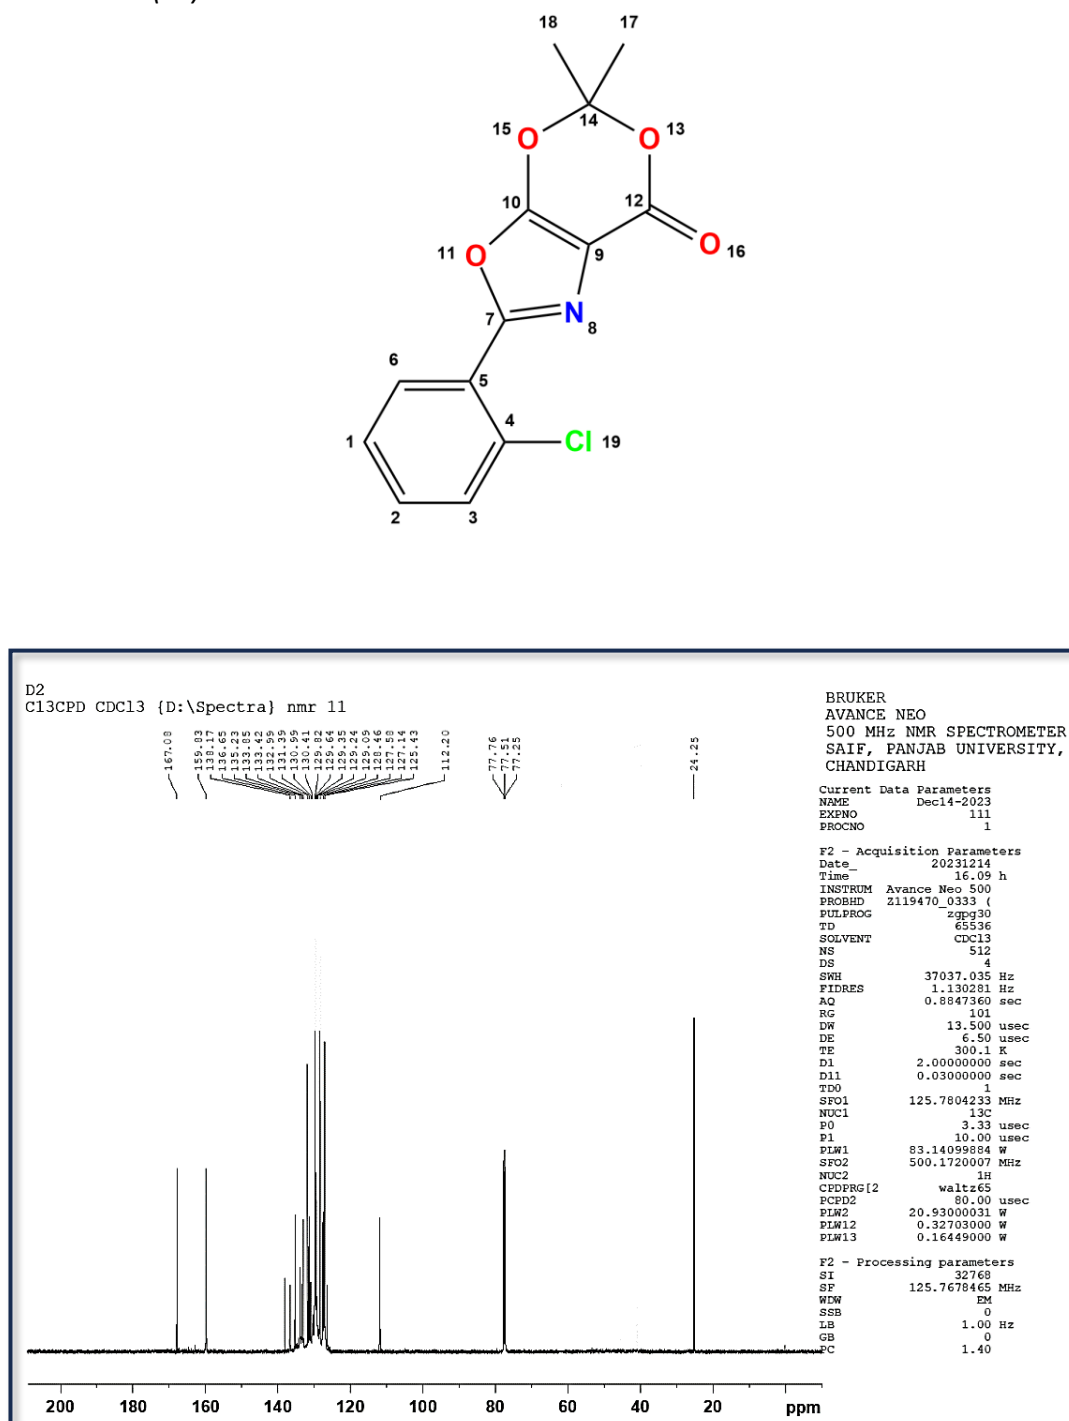 18 17
15 O 14 O 13
10 12
11 O 9 O 16
7 N 8
6 5
4
1 Cl 19
2 3
D2
C13CPD CDCl3 {D:\Spectra} nmr 11
167.08
159.83
138.17
136.65
135.23
133.85
133.42
132.99
131.39
130.99
130.41
129.82
129.64
129.35
129.24
129.09
128.46
127.58
127.14
125.43
112.20
77.76
77.51
77.25
24.25
BRUKER
AVANCE NEO
500 MHz NMR SPECTROMETER
SAIF, PANJAB UNIVERSITY,
CHANDIGARH
Current Data Parameters
NAME Dec14-2023
EXPNO 111
PROCNO 1
F2 - Acquisition Parameters
Date_ 20231214
Time 16.09 h
INSTRUM Avance Neo 500
PROBHD Z119470_0333 (
PULPROG zgpg30
TD 65536
SOLVENT CDCl3
NS 512
DS 4
SWH 37037.035 Hz
FIDRES 1.130281 Hz
AQ 0.8847360 sec
RG 101
DW 13.500 usec
DE 6.50 usec
TE 300.1 K
D1 2.00000000 sec
D11 0.03000000 sec
TD0 1
SFO1 125.7804233 MHz
NUC1 13C
P0 3.33 usec
P1 10.00 usec
PLW1 83.14099884 W
SFO2 500.1720007 MHz
NUC2 1H
CPDPRG[2 waltz65
PCPD2 80.00 usec
PLW2 20.93000031 W
PLW12 0.32703000 W
PLW13 0.16449000 W
F2 - Processing parameters
SI 32768
SF 125.7678465 MHz
WDW EM
SSB 0
LB 1.00 Hz
GB 0
PC 1.40
200 180 160 140 120 100 80 60 40 20 ppm